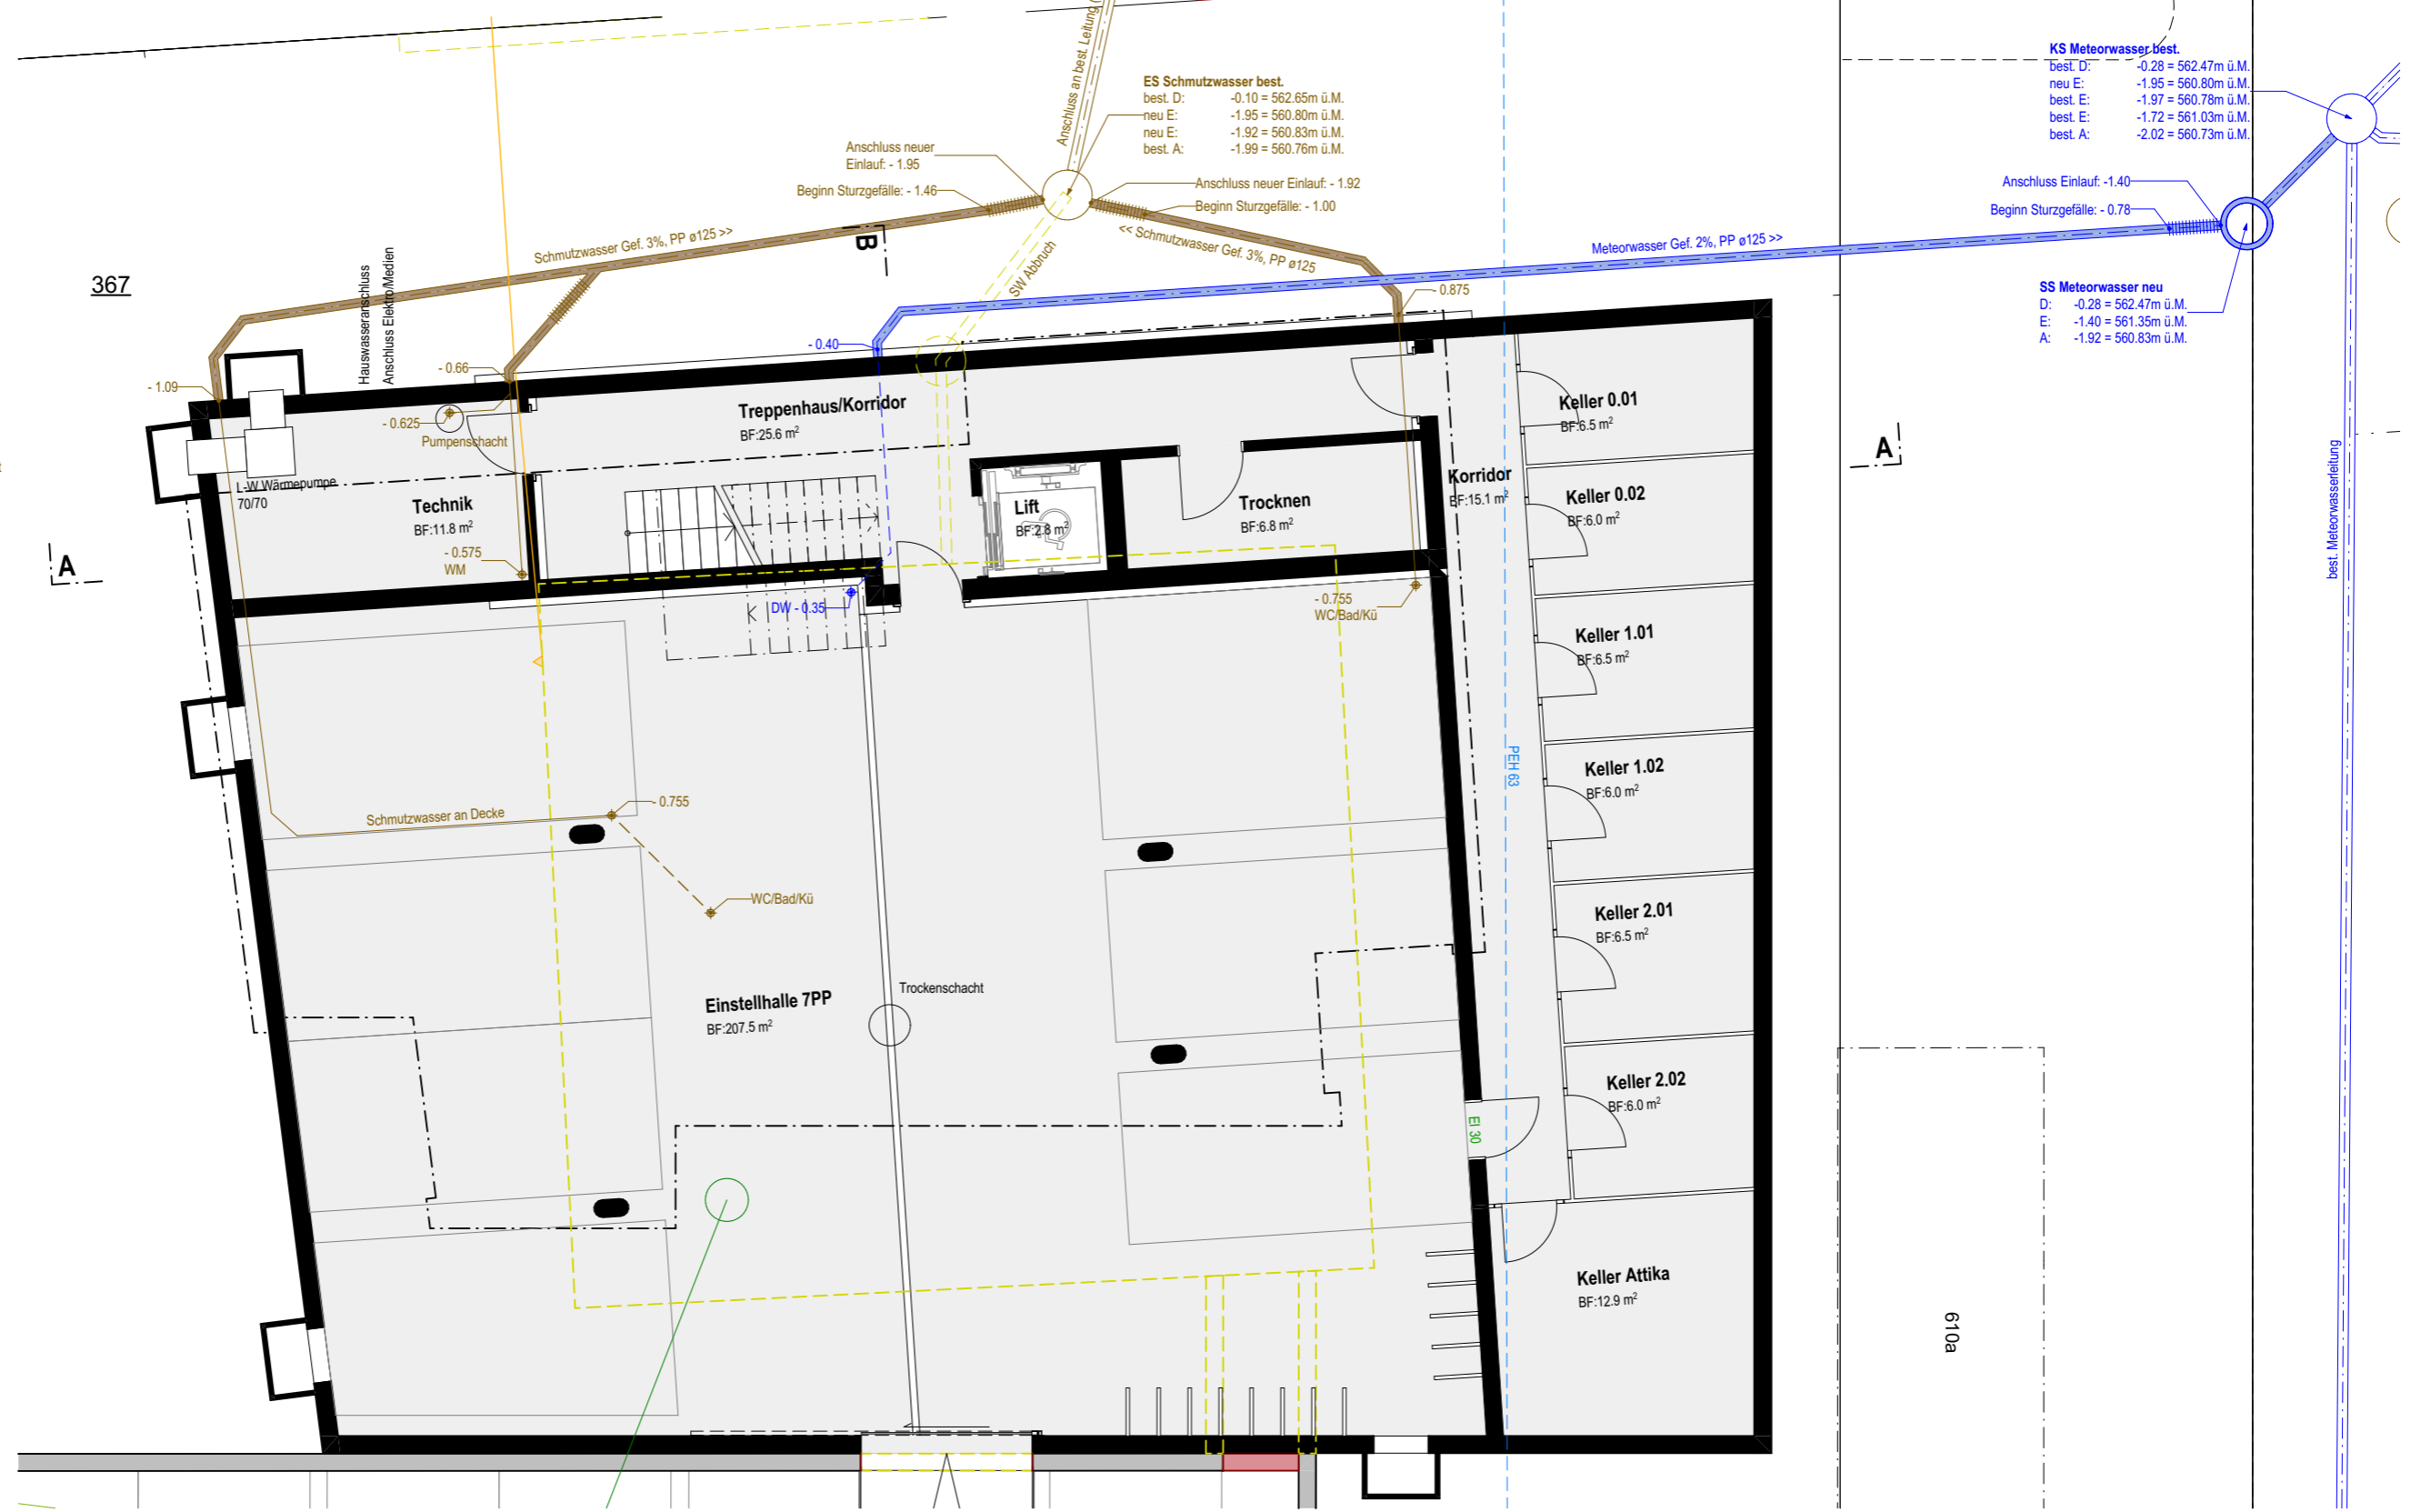 KS Meteorwasser best.
best. D: -0.28 = 562.47m ü.M.
neu E: -1.95 = 560.80m ü.M.
best. E: -1.97 = 560.78m ü.M.
best. E: -1.72 = 561.03m ü.M.
best. A: -2.02 = 560.73m ü.M.
Anschluss an best. Leitung
ES Schmutzwasser best.
best. D: -0.10 = 562.65m ü.M.
neu E: -1.95 = 560.80m ü.M.
neu E: -1.92 = 560.83m ü.M.
best. A: -1.99 = 560.76m ü.M.
Anschluss neuer
Einlauf: - 1.95
Beginn Sturzgefälle: - 1.46
Anschluss neuer Einlauf: - 1.92
Beginn Sturzgefälle: - 1.00
Anschluss Einlauf: -1.40
Beginn Sturzgefälle: - 0.78
Schmutzwasser Gef. 3%, PP ø125 >>
<< Schmutzwasser Gef. 3%, PP ø125
Meteorwasser Gef. 2%, PP ø125 >>
SW Abbruch
B
367
Hauswasseranschluss
Anschluss Elektro/Medien
SS Meteorwasser neu
D: -0.28 = 562.47m ü.M.
E: -1.40 = 561.35m ü.M.
A: -1.92 = 560.83m ü.M.
- 0.875
- 0.40
- 0.66
- 1.09
- 0.625
Pumpenschacht
Treppenhaus/Korridor
BF:25.6 m²
Keller 0.01
BF:6.5 m²
A
best. Meteorwasserleitung
L-W Wärmepumpe
70/70
Technik
BF:11.8 m²
Lift
BF:2.8 m²
Trocknen
BF:6.8 m²
Korridor
BF:15.1 m²
Keller 0.02
BF:6.0 m²
A
- 0.575
WM
DW - 0.35
- 0.755
WC/Bad/Kü
Keller 1.01
BF:6.5 m²
PEH 63
Keller 1.02
BF:6.0 m²
Schmutzwasser an Decke
- 0.755
WC/Bad/Kü
Keller 2.01
BF:6.5 m²
Einstellhalle 7PP
BF:207.5 m²
Trockenschacht
Keller 2.02
BF:6.0 m²
EI 30
Keller Attika
BF:12.9 m²
610a